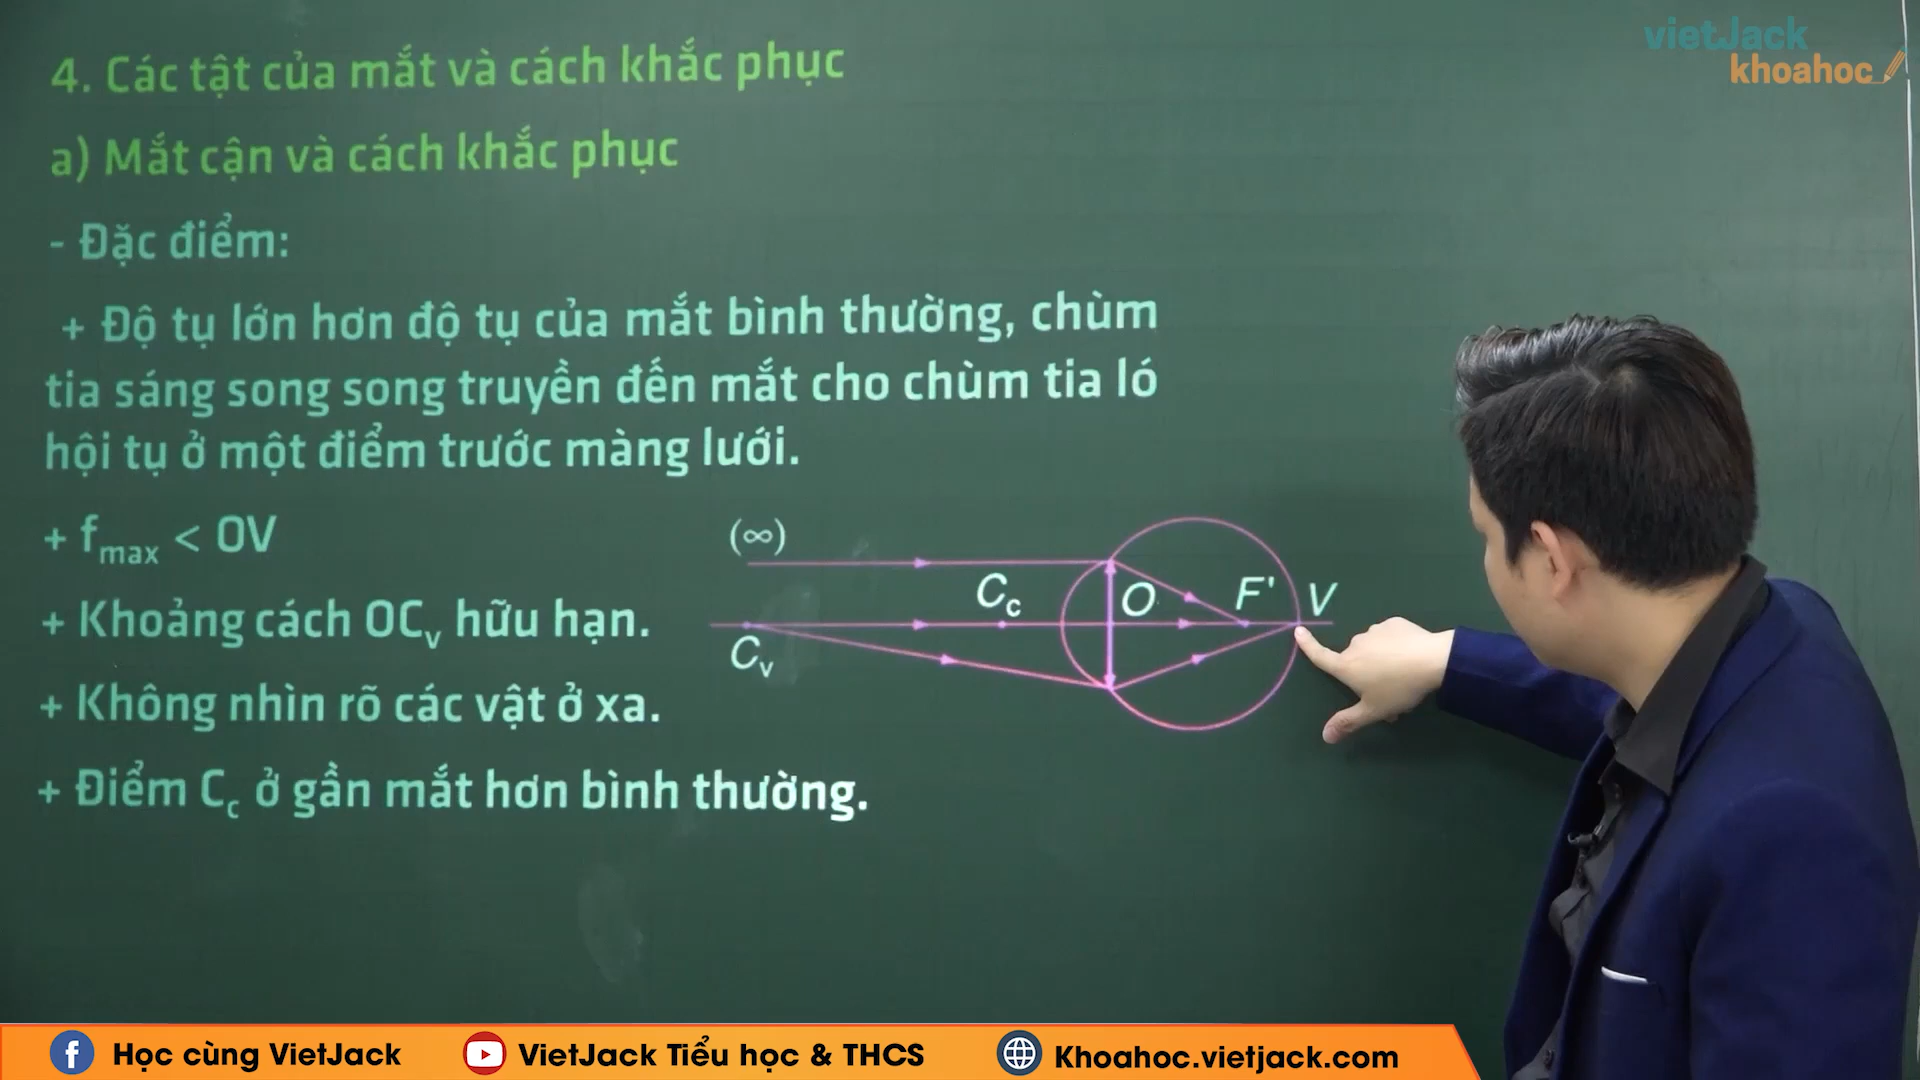 vietJack
khoahoc
4. Các tật của mắt và cách khắc phục
a) Mắt cận và cách khắc phục
- Đặc điểm:
+ Độ tụ lớn hơn độ tụ của mắt bình thường, chùm
tia sáng song song truyền đến mắt cho chùm tia ló
hội tụ ở một điểm trước màng lưới.
+ fmax < OV
+ Khoảng cách OCv hữu hạn.
+ Không nhìn rõ các vật ở xa.
+ Điểm Cc ở gần mắt hơn bình thường.
(∞)
Cc
O
F'
V
Cv
Học cùng VietJack
VietJack Tiểu học & THCS
Khoahoc.vietjack.com